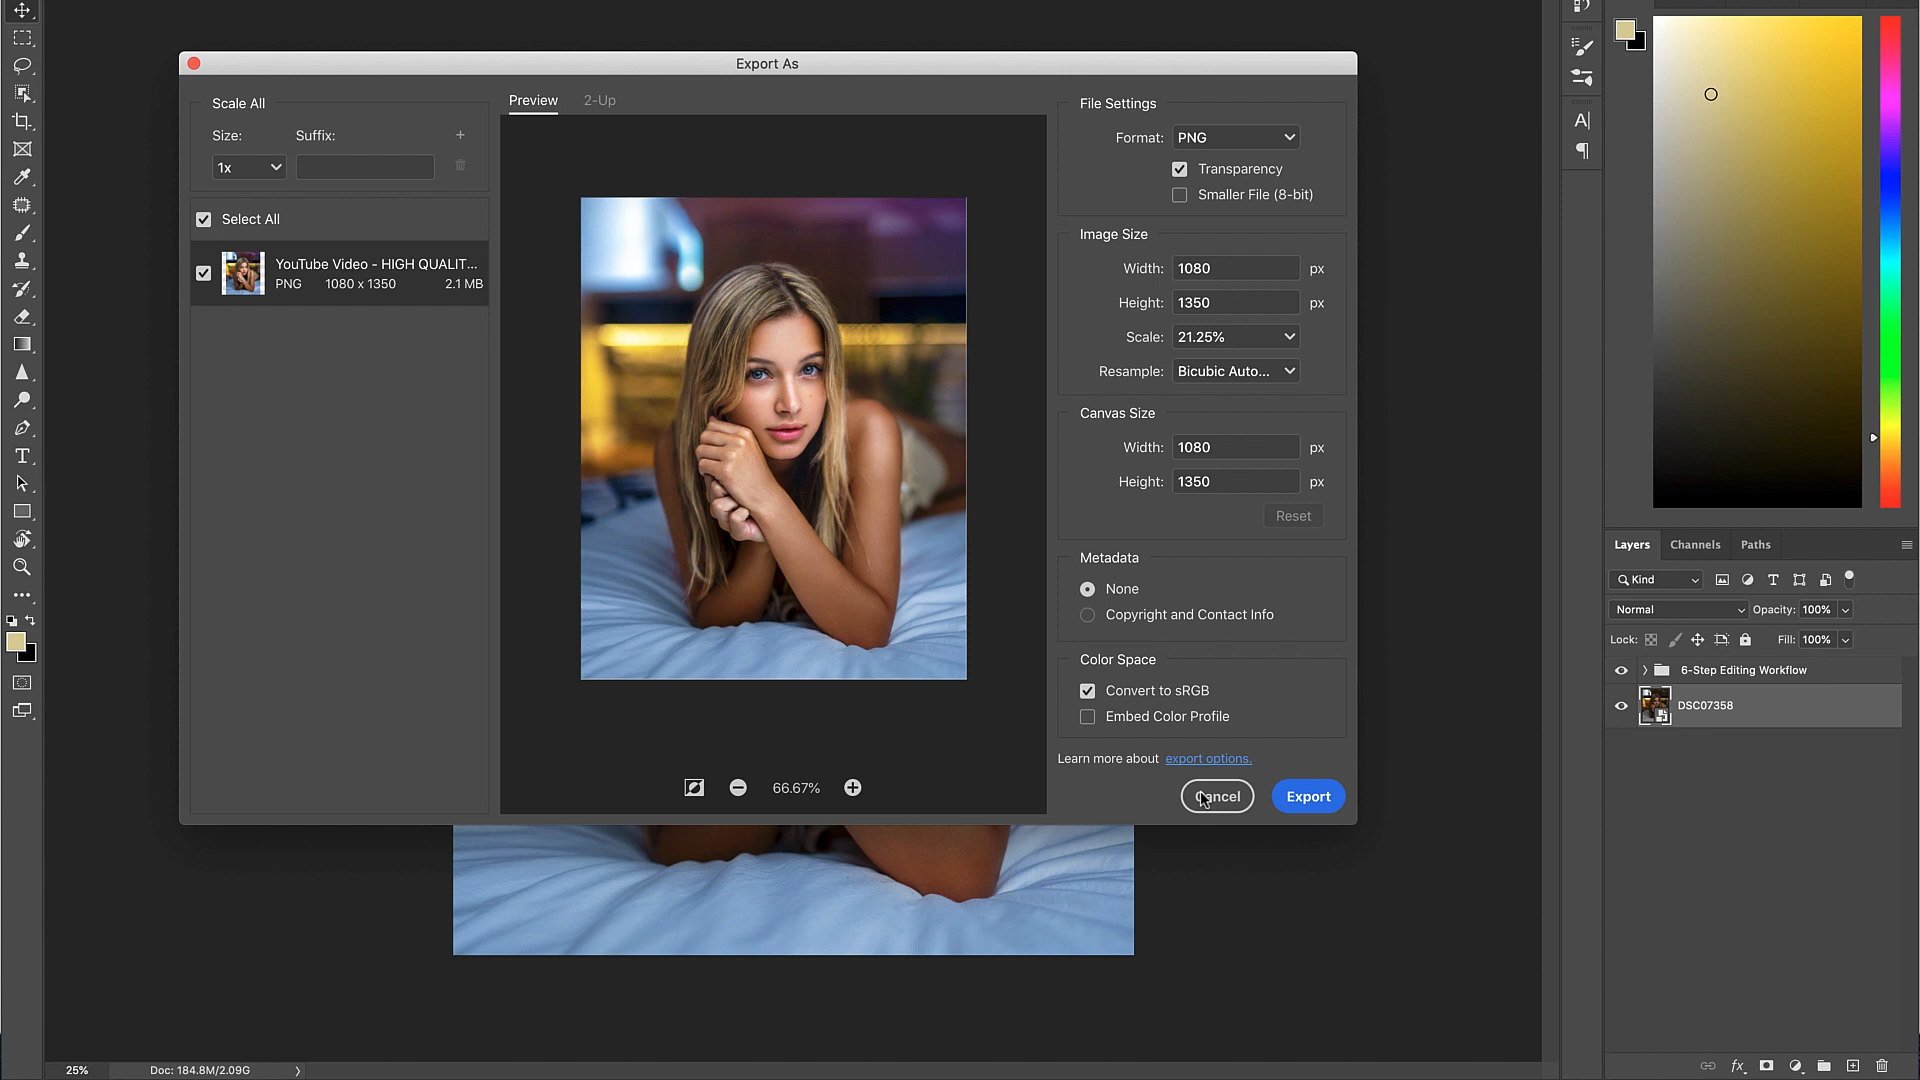 Export As
Scale All
Size:
Suffix:
+
1x
Select All
YouTube Video - HIGH QUALIT...
PNG 1080 x 1350 2.1 MB
Preview
2-Up
66.67%
File Settings
Format: PNG
Transparency
Smaller File (8-bit)
Image Size
Width: 1080 px
Height: 1350 px
Scale: 21.25%
Resample: Bicubic Auto...
Canvas Size
Width: 1080 px
Height: 1350 px
Reset
Metadata
None
Copyright and Contact Info
Color Space
Convert to sRGB
Embed Color Profile
Learn more about export options.
Cancel
Export
Layers
Channels
Paths
Kind
Normal
Opacity: 100%
Lock:
Fill: 100%
6-Step Editing Workflow
DSC07358
fx
25%
Doc: 184.8M/2.09G